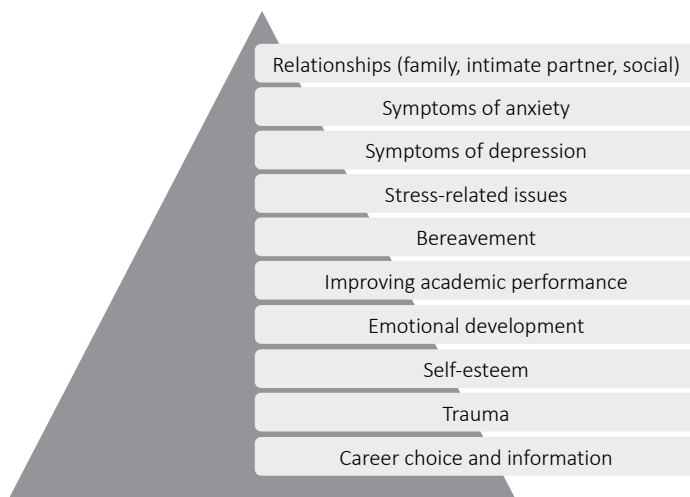 Relationships (family, intimate partner, social)
Symptoms of anxiety
Symptoms of depression
Stress-related issues
Bereavement
Improving academic performance
Emotional development
Self-esteem
Trauma
Career choice and information